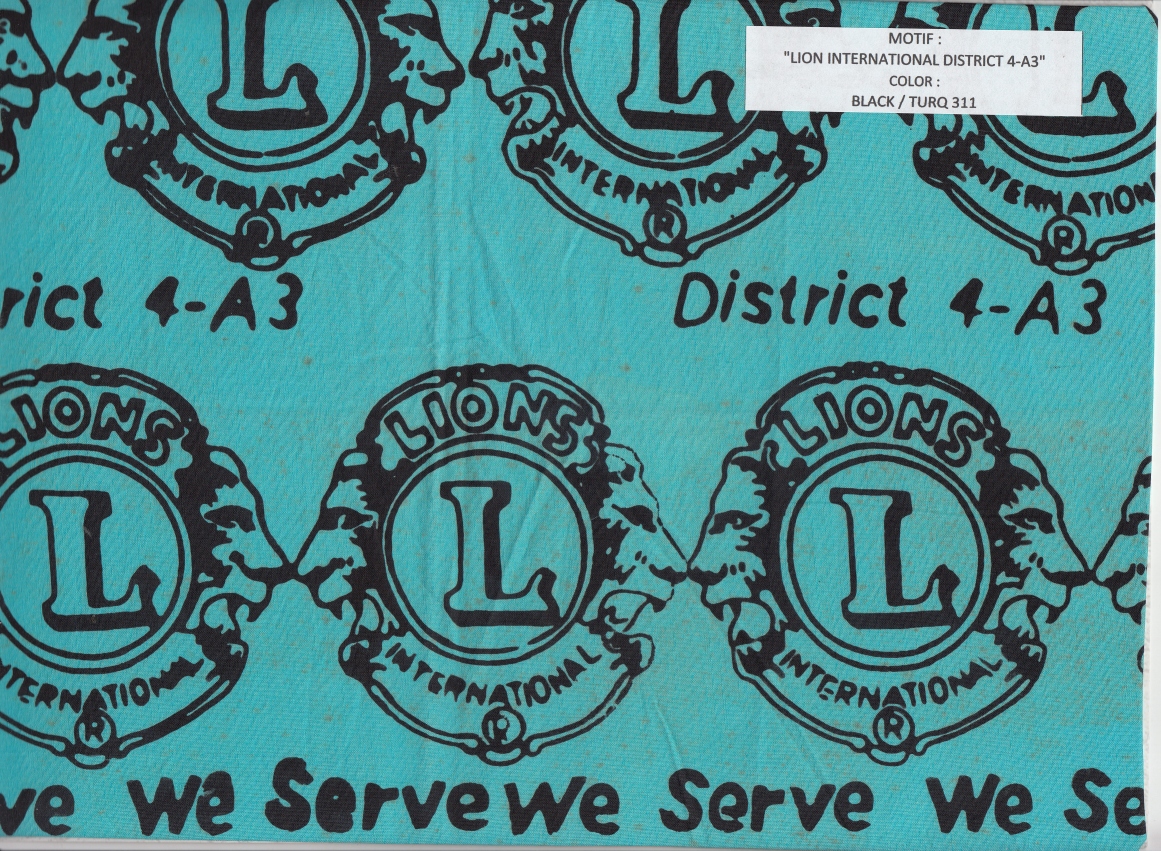 MOTIF :
"LION INTERNATIONAL DISTRICT 4-A3"
COLOR :
BLACK / TURQ 311
L
L
L
INTERNATIONAL
INTERNATIONAL
INTERNATION
R
R
rict 4-A3
District 4-A3
LIONS
LIONS
LIONS
L
L
L
INTERNATIONAL
INTERNATIONAL
INTERNATIONAL
R
R
R
ve We Serve We Serve We Se